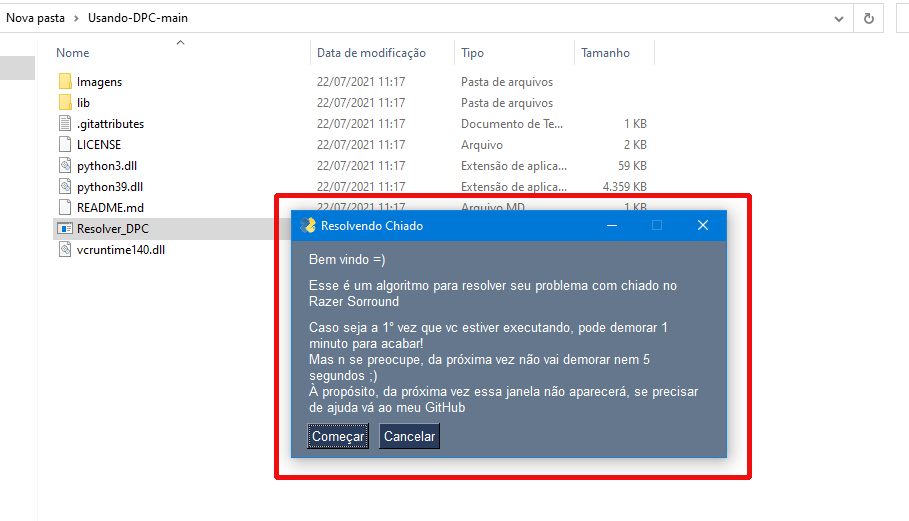 Nova pasta > Usando-DPC-main
Nome Data de modificação Tipo Tamanho
Imagens 22/07/2021 11:17 Pasta de arquivos
lib 22/07/2021 11:17 Pasta de arquivos
.gitattributes 22/07/2021 11:17 Documento de Te... 1 KB
LICENSE 22/07/2021 11:17 Arquivo 2 KB
python3.dll 22/07/2021 11:17 Extensão de aplica... 59 KB
python39.dll 22/07/2021 11:17 Extensão de aplica... 4.359 KB
README.md 22/07/2021 11:17 Arquivo MD 1 KB
Resolver_DPC
vcruntime140.dll
Resolvendo Chiado
Bem vindo =)
Esse é um algoritmo para resolver seu problema com chiado no
Razer Sorround
Caso seja a 1° vez que vc estiver executando, pode demorar 1
minuto para acabar!
Mas n se preocupe, da próxima vez não vai demorar nem 5
segundos ;)
À propósito, da próxima vez essa janela não aparecerá, se precisar
de ajuda vá ao meu GitHub
Começar Cancelar